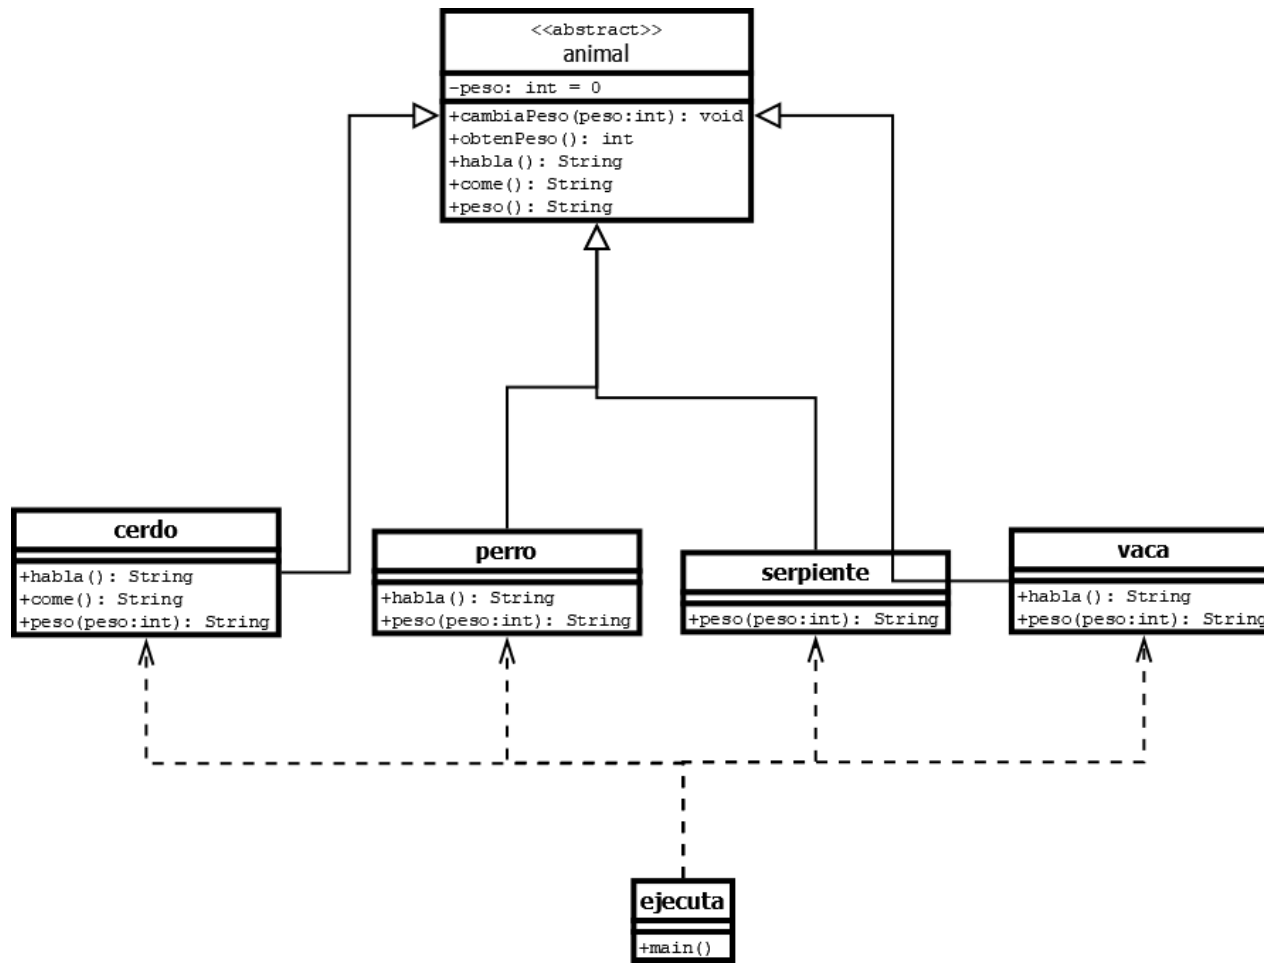 <<abstract>>
animal
-peso: int = 0
+cambiaPeso(peso:int): void
+obtenPeso(): int
+habla(): String
+come(): String
+peso(): String
cerdo
+habla(): String
+come(): String
+peso(peso:int): String
perro
+habla(): String
+peso(peso:int): String
serpiente
+peso(peso:int): String
vaca
+habla(): String
+peso(peso:int): String
ejecuta
+main()